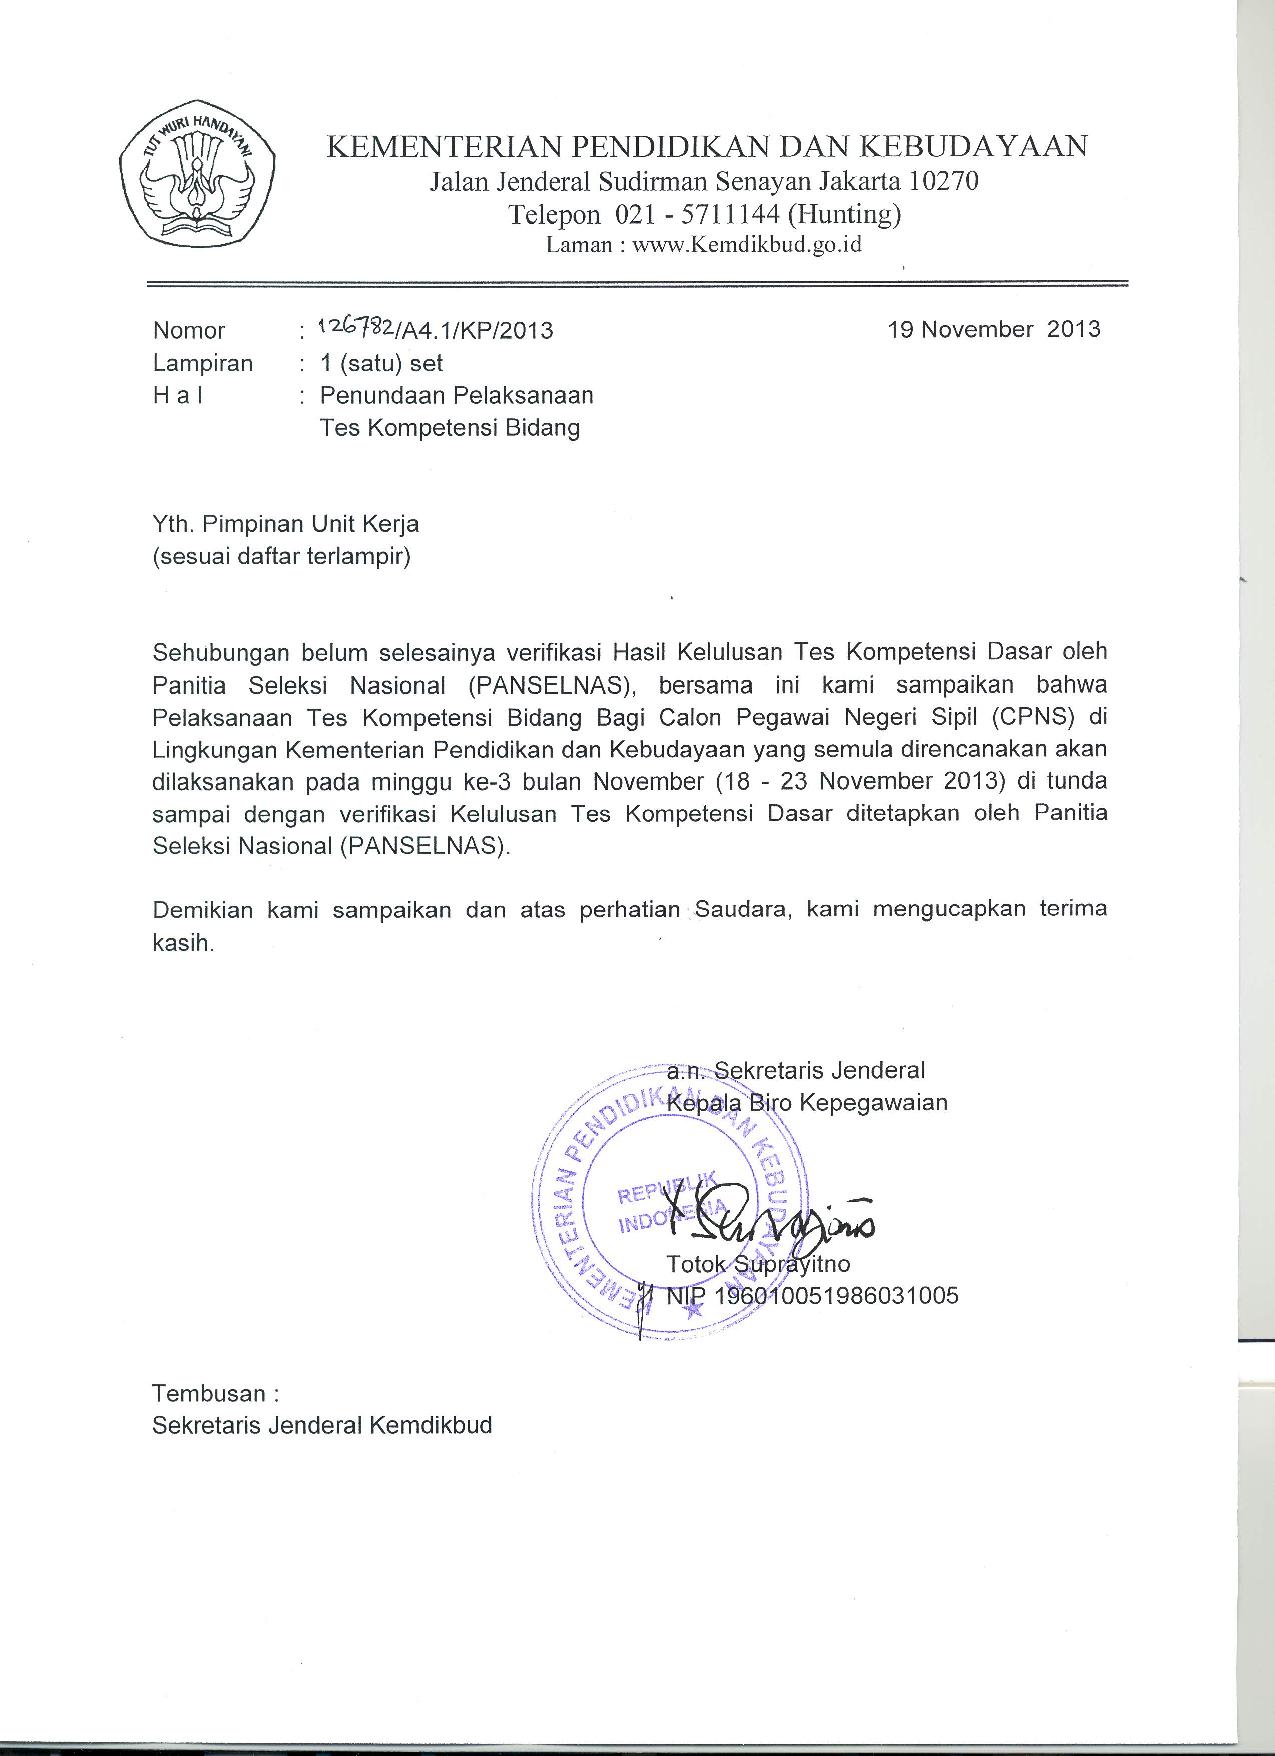 TUT WURI HANDAYANI
KEMENTERIAN PENDIDIKAN DAN KEBUDAYAAN
Jalan Jenderal Sudirman Senayan Jakarta 10270
Telepon 021 - 5711144 (Hunting)
Laman : www.Kemdikbud.go.id
Nomor : 126782/A4.1/KP/2013 19 November 2013
Lampiran : 1 (satu) set
H a l : Penundaan Pelaksanaan
Tes Kompetensi Bidang
Yth. Pimpinan Unit Kerja
(sesuai daftar terlampir)
Sehubungan belum selesainya verifikasi Hasil Kelulusan Tes Kompetensi Dasar oleh
Panitia Seleksi Nasional (PANSELNAS), bersama ini kami sampaikan bahwa
Pelaksanaan Tes Kompetensi Bidang Bagi Calon Pegawai Negeri Sipil (CPNS) di
Lingkungan Kementerian Pendidikan dan Kebudayaan yang semula direncanakan akan
dilaksanakan pada minggu ke-3 bulan November (18 - 23 November 2013) di tunda
sampai dengan verifikasi Kelulusan Tes Kompetensi Dasar ditetapkan oleh Panitia
Seleksi Nasional (PANSELNAS).
Demikian kami sampaikan dan atas perhatian Saudara, kami mengucapkan terima
kasih.
a.n. Sekretaris Jenderal
Kepala Biro Kepegawaian
KEMENTERIAN PENDIDIKAN DAN KEBUDAYAAN
REPUBLIK
INDONESIA
Totok Suprayitno
NIP 196010051986031005
Tembusan :
Sekretaris Jenderal Kemdikbud